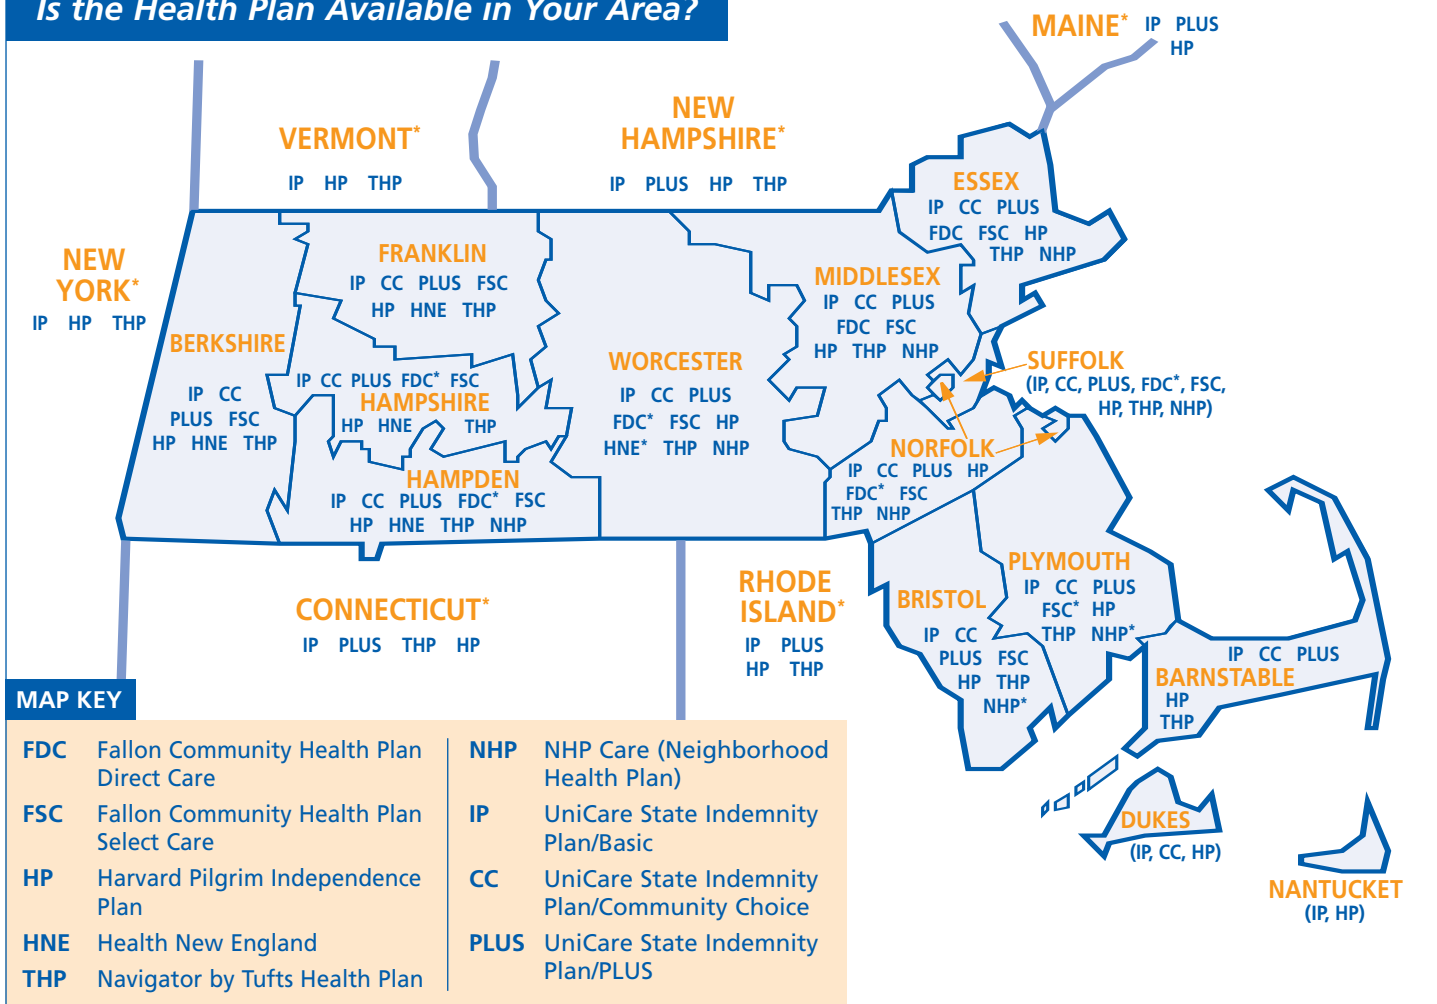 Is the Health Plan Available in Your Area?
MAINE* IP PLUS
HP
NEW
HAMPSHIRE*
IP PLUS HP THP
VERMONT*
IP HP THP
NEW
YORK*
IP HP THP
ESSEX
IP CC PLUS
FDC FSC HP
THP NHP
FRANKLIN
IP CC PLUS FSC
HP HNE THP
MIDDLESEX
IP CC PLUS
FDC FSC
HP THP NHP
BERKSHIRE
IP CC
PLUS FSC
HP HNE THP
WORCESTER
IP CC PLUS
FDC* FSC HP
HNE* THP NHP
SUFFOLK
(IP, CC, PLUS, FDC*, FSC,
HP, THP, NHP)
IP CC PLUS FDC* FSC
HAMPSHIRE
HP HNE THP
NORFOLK
IP CC PLUS HP
FDC* FSC
THP NHP
HAMPDEN
IP CC PLUS FDC* FSC
HP HNE THP NHP
CONNECTICUT*
IP PLUS THP HP
RHODE
ISLAND*
IP PLUS
HP THP
BRISTOL
IP CC
PLUS FSC
HP THP
NHP*
PLYMOUTH
IP CC PLUS
FSC* HP
THP NHP*
IP CC PLUS
BARNSTABLE
HP
THP
DUKES
(IP, CC, HP)
NANTUCKET
(IP, HP)
MAP KEY
FDC Fallon Community Health Plan
Direct Care
FSC Fallon Community Health Plan
Select Care
HP Harvard Pilgrim Independence
Plan
HNE Health New England
THP Navigator by Tufts Health Plan
NHP NHP Care (Neighborhood
Health Plan)
IP UniCare State Indemnity
Plan/Basic
CC UniCare State Indemnity
Plan/Community Choice
PLUS UniCare State Indemnity
Plan/PLUS